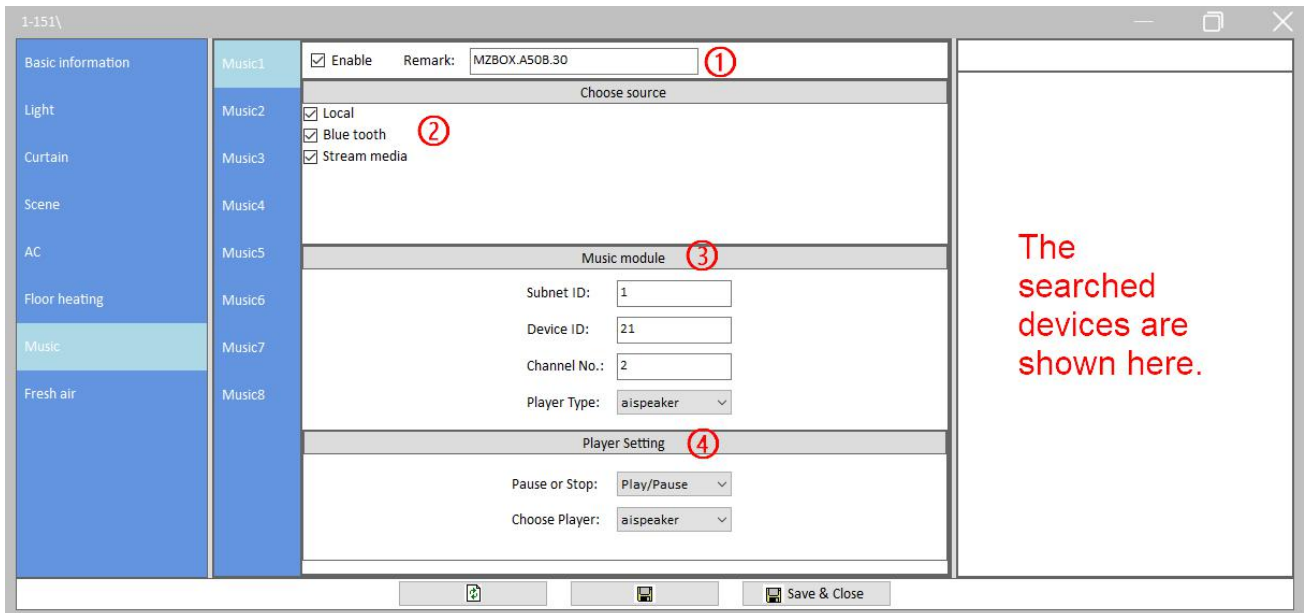 1-151\
Basic information
Light
Curtain
Scene
AC
Floor heating
Music
Fresh air
Music1
Music2
Music3
Music4
Music5
Music6
Music7
Music8
Enable Remark: MZBOX.A50B.30 ①
Choose source
Local
Blue tooth ②
Stream media
Music module ③
Subnet ID: 1
Device ID: 21
Channel No.: 2
Player Type: aispeaker
Player Setting ④
Pause or Stop: Play/Pause
Choose Player: aispeaker
The
searched
devices are
shown here.
Save & Close